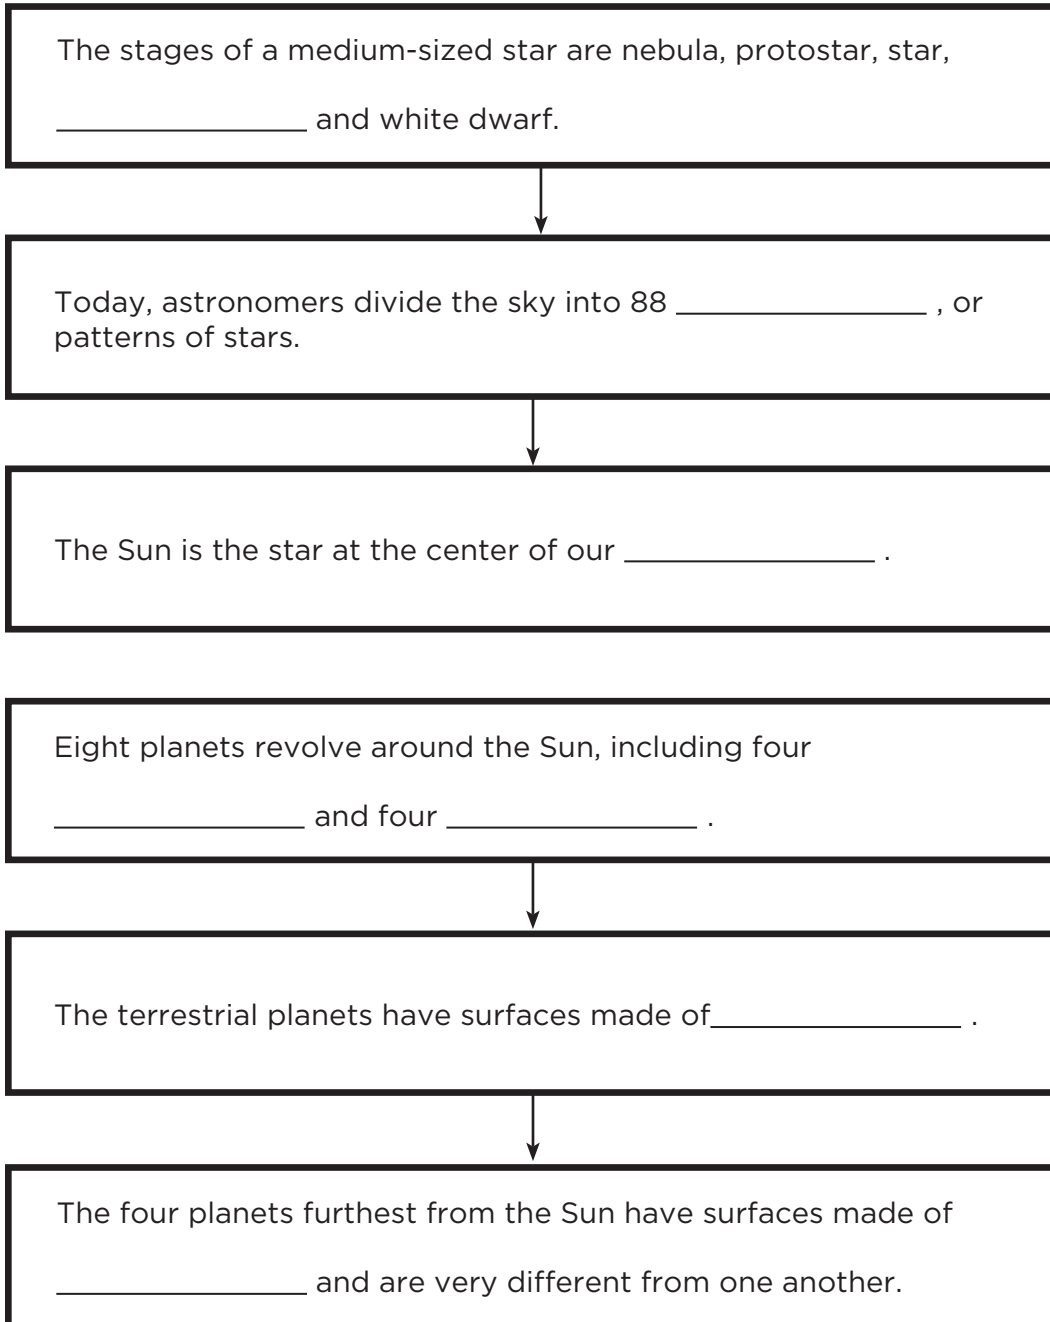 The stages of a medium-sized star are nebula, protostar, star,
_______________ and white dwarf.
Today, astronomers divide the sky into 88 _______________ , or
patterns of stars.
The Sun is the star at the center of our _______________ .
Eight planets revolve around the Sun, including four
_______________ and four _______________ .
The terrestrial planets have surfaces made of_______________ .
The four planets furthest from the Sun have surfaces made of
_______________ and are very different from one another.